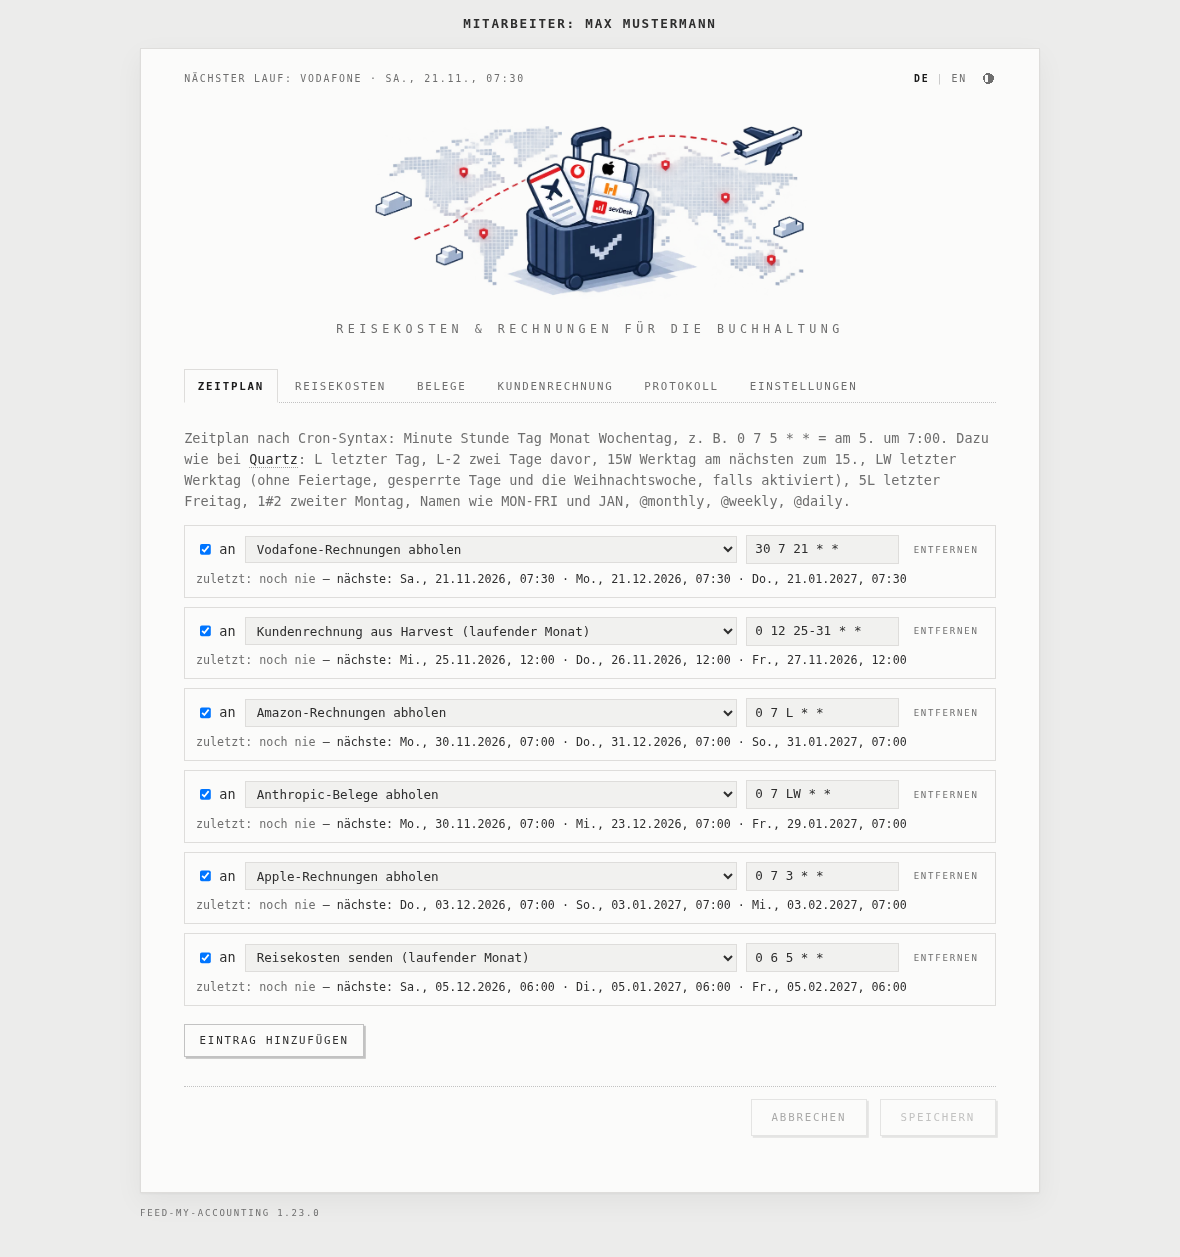 MITARBEITER: MAX MUSTERMANN
NÄCHSTER LAUF: VODAFONE · SA., 21.11., 07:30
DE | EN
sevDesk
REISEKOSTEN & RECHNUNGEN FÜR DIE BUCHHALTUNG
ZEITPLAN REISEKOSTEN BELEGE KUNDENRECHNUNG PROTOKOLL EINSTELLUNGEN
Zeitplan nach Cron-Syntax: Minute Stunde Tag Monat Wochentag, z. B. 0 7 5 * * = am 5. um 7:00. Dazu
wie bei Quartz: L letzter Tag, L-2 zwei Tage davor, 15W Werktag am nächsten zum 15., LW letzter
Werktag (ohne Feiertage, gesperrte Tage und die Weihnachtswoche, falls aktiviert), 5L letzter
Freitag, 1#2 zweiter Montag, Namen wie MON-FRI und JAN, @monthly, @weekly, @daily.
an Vodafone-Rechnungen abholen 30 7 21 * * ENTFERNEN
zuletzt: noch nie — nächste: Sa., 21.11.2026, 07:30 · Mo., 21.12.2026, 07:30 · Do., 21.01.2027, 07:30
an Kundenrechnung aus Harvest (laufender Monat) 0 12 25-31 * * ENTFERNEN
zuletzt: noch nie — nächste: Mi., 25.11.2026, 12:00 · Do., 26.11.2026, 12:00 · Fr., 27.11.2026, 12:00
an Amazon-Rechnungen abholen 0 7 L * * ENTFERNEN
zuletzt: noch nie — nächste: Mo., 30.11.2026, 07:00 · Do., 31.12.2026, 07:00 · So., 31.01.2027, 07:00
an Anthropic-Belege abholen 0 7 LW * * ENTFERNEN
zuletzt: noch nie — nächste: Mo., 30.11.2026, 07:00 · Mi., 23.12.2026, 07:00 · Fr., 29.01.2027, 07:00
an Apple-Rechnungen abholen 0 7 3 * * ENTFERNEN
zuletzt: noch nie — nächste: Do., 03.12.2026, 07:00 · So., 03.01.2027, 07:00 · Mi., 03.02.2027, 07:00
an Reisekosten senden (laufender Monat) 0 6 5 * * ENTFERNEN
zuletzt: noch nie — nächste: Sa., 05.12.2026, 06:00 · Di., 05.01.2027, 06:00 · Fr., 05.02.2027, 06:00
EINTRAG HINZUFÜGEN
ABBRECHEN SPEICHERN
FEED-MY-ACCOUNTING 1.23.0